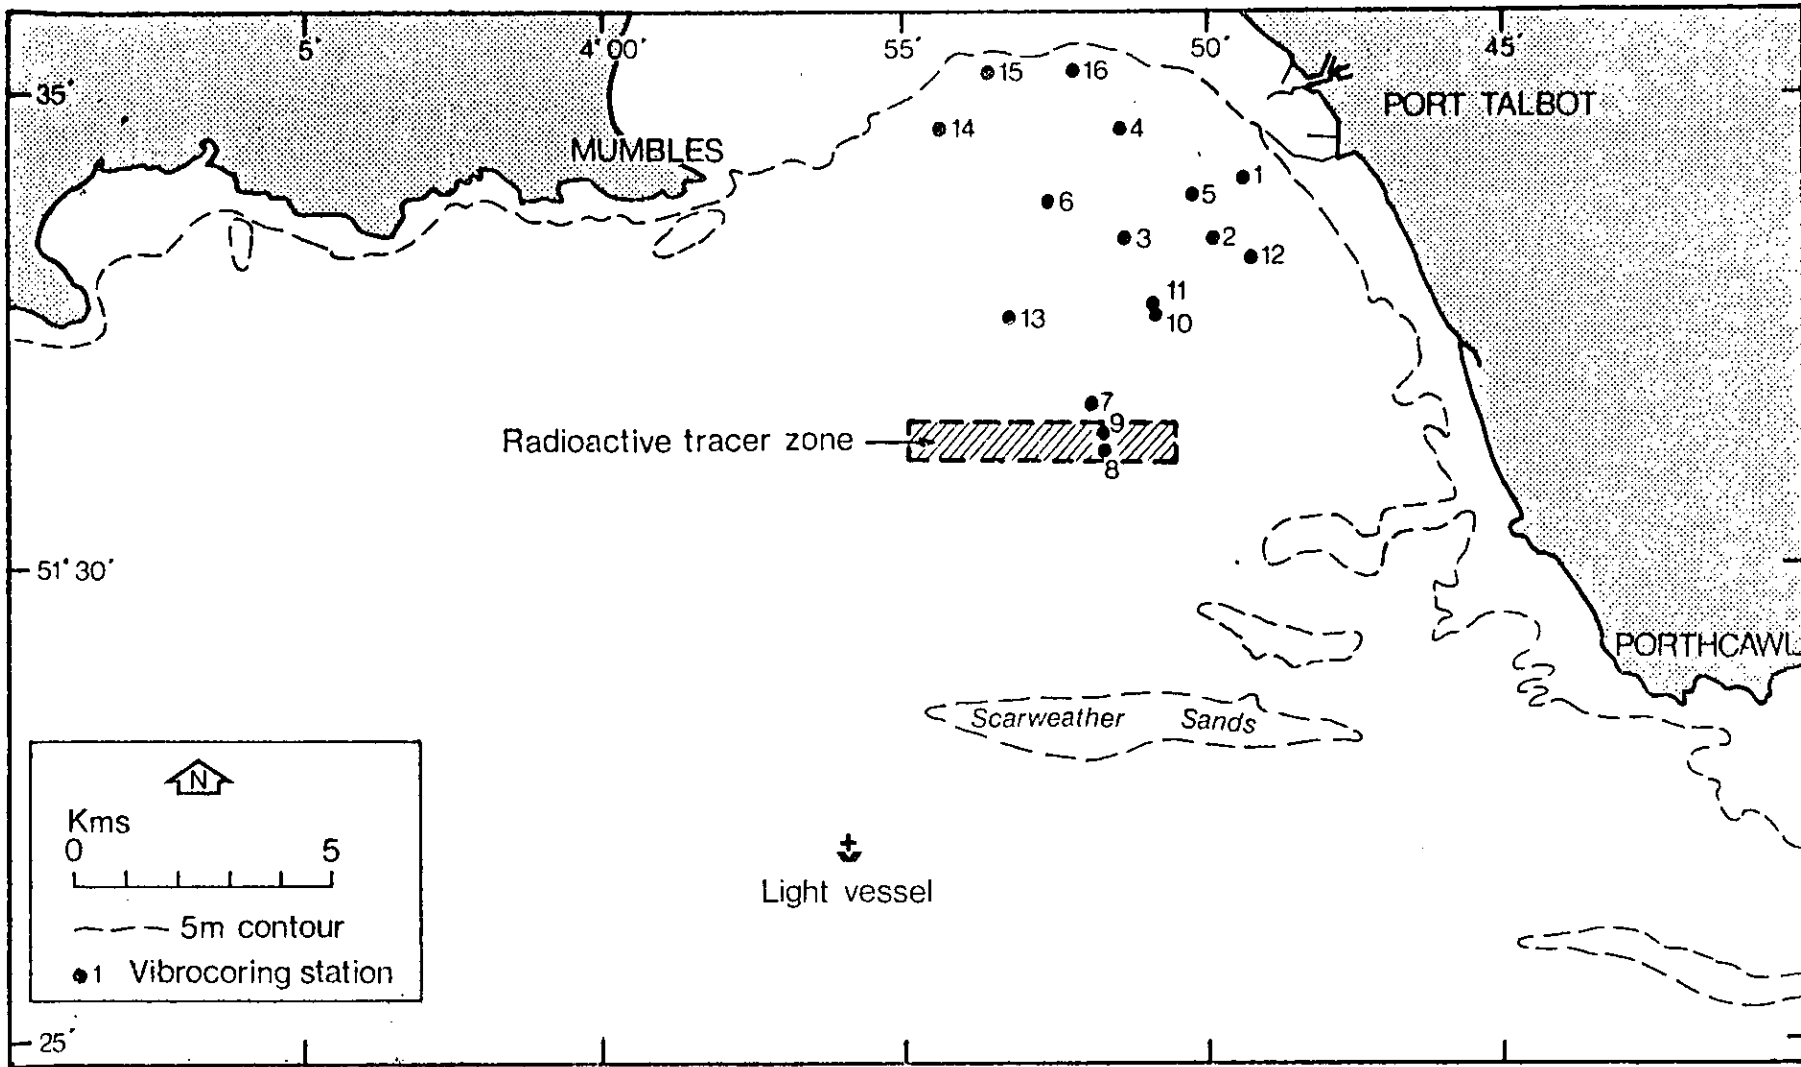 5'
4°00'
55'
50'
45'
35'
15
16
PORT TALBOT
14
4
MUMBLES
1
5
6
3
2
12
11
13
10
7
9
Radioactive tracer zone
8
51°30'
PORTHCAWL
Scarweather Sands
N
Kms
0 5
Light vessel
5m contour
1 Vibrocoring station
25'